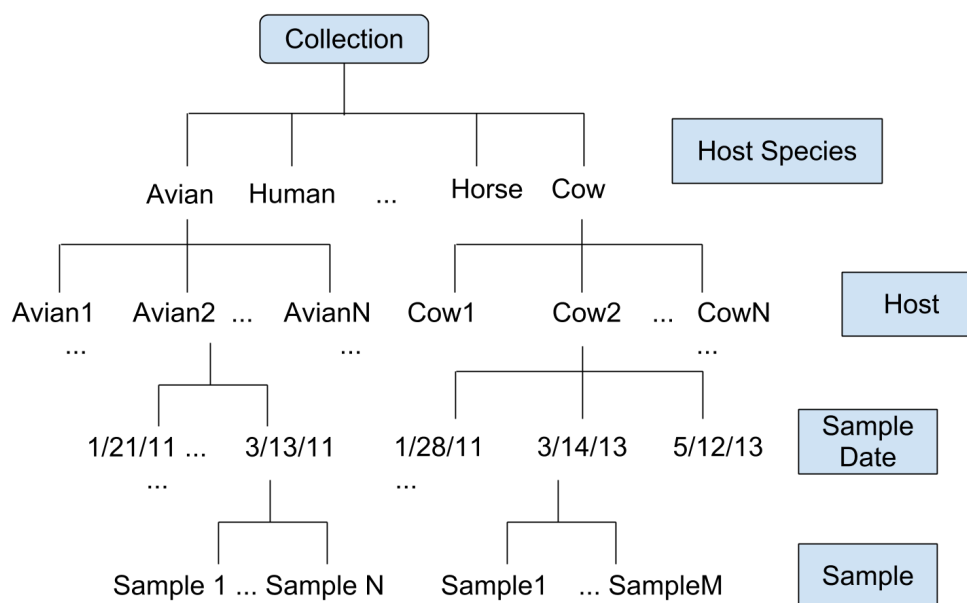 Collection
Host Species
Avian Human ... Horse Cow
Avian1 Avian2 ... AvianN Cow1 Cow2 ... CowN
Host
... ... ...
1/21/11 ... 3/13/11 1/28/11 3/14/13 5/12/13
Sample
Date
... ...
Sample 1 ... Sample N Sample1 ... SampleM
Sample